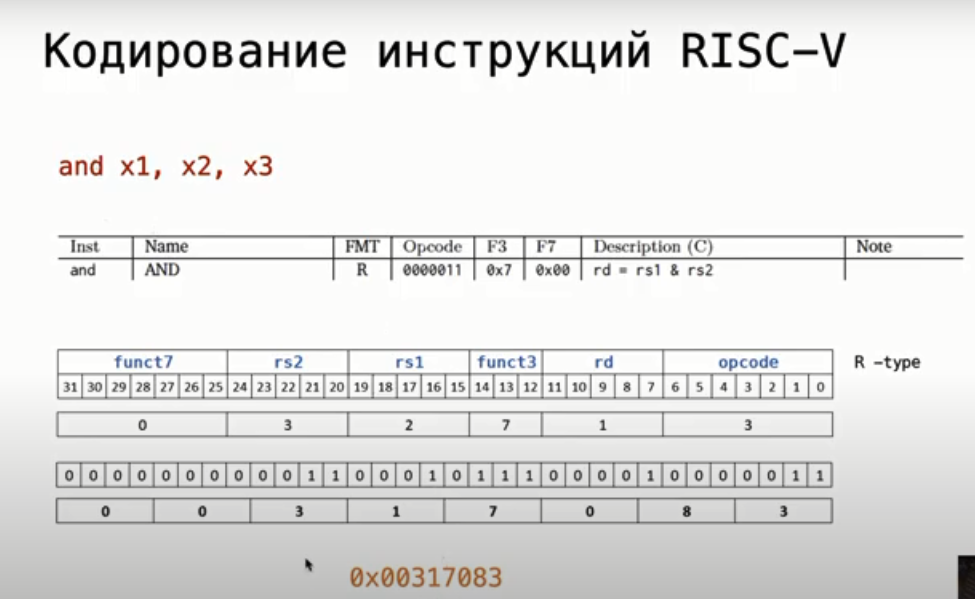 Кодирование инструкций RISC-V
and x1, x2, x3
Inst Name FMT Opcode F3 F7 Description (C) Note
and AND R 0000011 0x7 0x00 rd = rs1 & rs2
funct7 rs2 rs1 funct3 rd opcode R -type
31 30 29 28 27 26 25 24 23 22 21 20 19 18 17 16 15 14 13 12 11 10 9 8 7 6 5 4 3 2 1 0
0 3 2 7 1 3
0 0 0 0 0 0 0 0 0 0 1 1 0 0 0 1 0 1 1 1 0 0 0 0 1 0 0 0 0 0 1 1
0 0 3 1 7 0 8 3
0x00317083